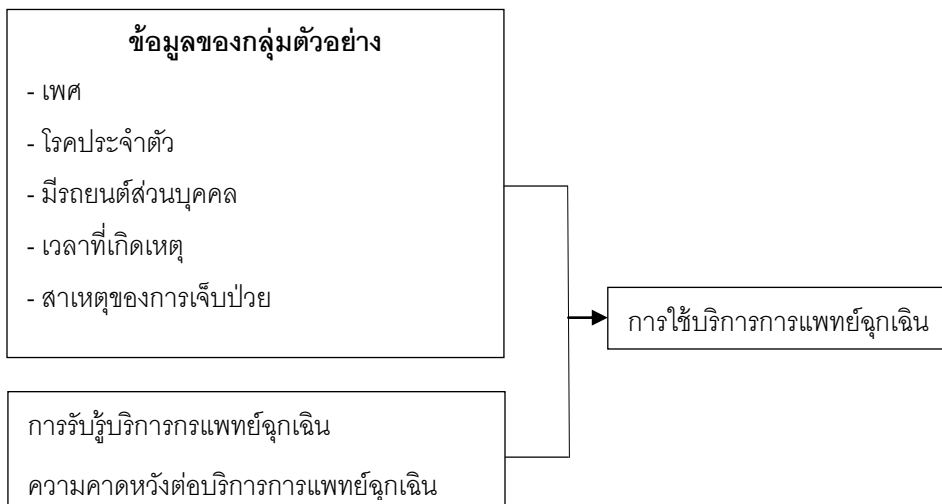 ข้อมูลของกลุ่มตัวอย่าง
- เพศ
- โรคประจำตัว
- มีรถยนต์ส่วนบุคคล
- เวลาที่เกิดเหตุ
- สาเหตุของการเจ็บป่วย
การใช้บริการการแพทย์ฉุกเฉิน
การรับรู้บริการกรแพทย์ฉุกเฉิน
ความคาดหวังต่อบริการการแพทย์ฉุกเฉิน